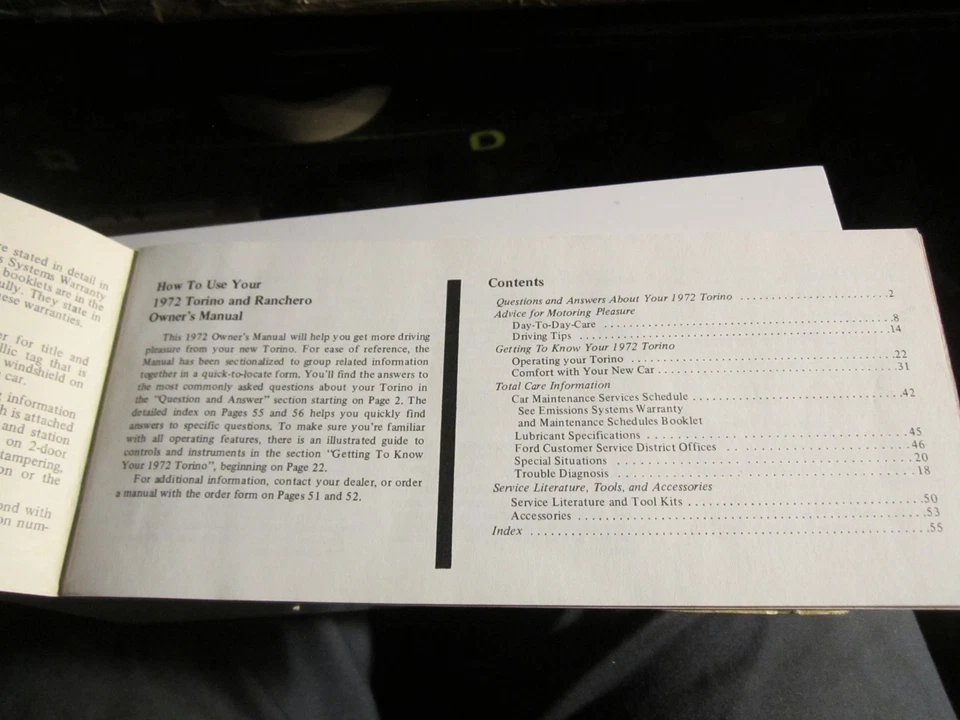 re stated in detail in
s Systems Warranty
booklets are in the
ully. They state in
ese warranties.
er for title and
llic tag that is
windshield on
car.
information
h is attached
and station
on 2-door
tampering,
on or the
ond with
on num-
How To Use Your
1972 Torino and Ranchero
Owner's Manual
This 1972 Owner's Manual will help you get more driving
pleasure from your new Torino. For ease of reference, the
Manual has been sectionalized to group related information
together in a quick-to-locate form. You'll find the answers to
the most commonly asked questions about your Torino in
the "Question and Answer" section starting on Page 2. The
detailed index on Pages 55 and 56 helps you quickly find
answers to specific questions. To make sure you're familiar
with all operating features, there is an illustrated guide to
controls and instruments in the section "Getting To Know
Your 1972 Torino", beginning on Page 22.
For additional information, contact your dealer, or order
a manual with the order form on Pages 51 and 52.
Contents
Questions and Answers About Your 1972 Torino . . . . . . . . . . . . . . . . . . . . . . . .2
Advice for Motoring Pleasure
Day-To-Day-Care . . . . . . . . . . . . . . . . . . . . . . . . . . . . . . . . . . . . . . . . . . .8
Driving Tips . . . . . . . . . . . . . . . . . . . . . . . . . . . . . . . . . . . . . . . . . . . . . .14
Getting To Know Your 1972 Torino
Operating your Torino . . . . . . . . . . . . . . . . . . . . . . . . . . . . . . . . . . . . . .22
Comfort with Your New Car . . . . . . . . . . . . . . . . . . . . . . . . . . . . . . . . . .31
Total Care Information
Car Maintenance Services Schedule . . . . . . . . . . . . . . . . . . . . . . . . . . . .42
See Emissions Systems Warranty
and Maintenance Schedules Booklet
Lubricant Specifications . . . . . . . . . . . . . . . . . . . . . . . . . . . . . . . . . . . . .45
Ford Customer Service District Offices . . . . . . . . . . . . . . . . . . . . . . . . . .46
Special Situations . . . . . . . . . . . . . . . . . . . . . . . . . . . . . . . . . . . . . . . . . .20
Trouble Diagnosis . . . . . . . . . . . . . . . . . . . . . . . . . . . . . . . . . . . . . . . . . .18
Service Literature, Tools, and Accessories
Service Literature and Tool Kits . . . . . . . . . . . . . . . . . . . . . . . . . . . . . . .50
Accessories . . . . . . . . . . . . . . . . . . . . . . . . . . . . . . . . . . . . . . . . . . . . . . .53
Index . . . . . . . . . . . . . . . . . . . . . . . . . . . . . . . . . . . . . . . . . . . . . . . . . . . .55